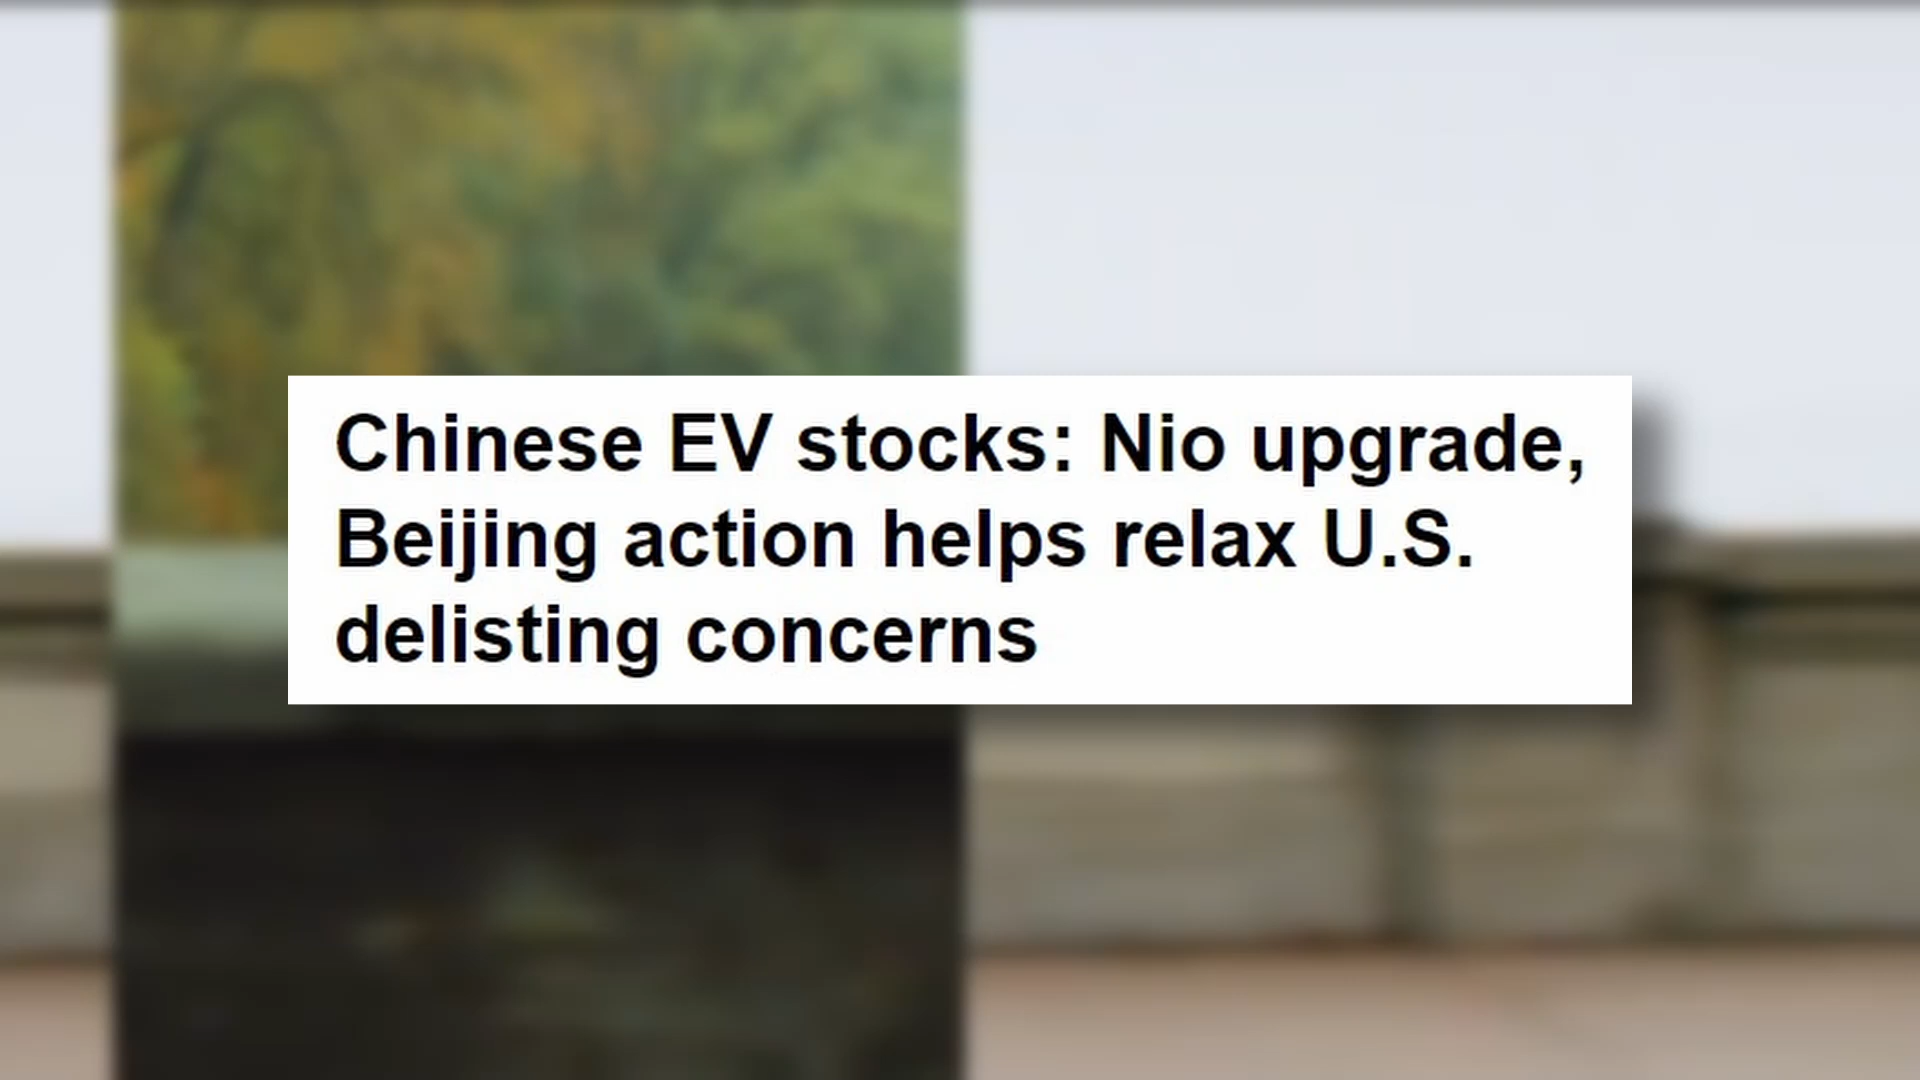 Chinese EV stocks: Nio upgrade,
Beijing action helps relax U.S.
delisting concerns